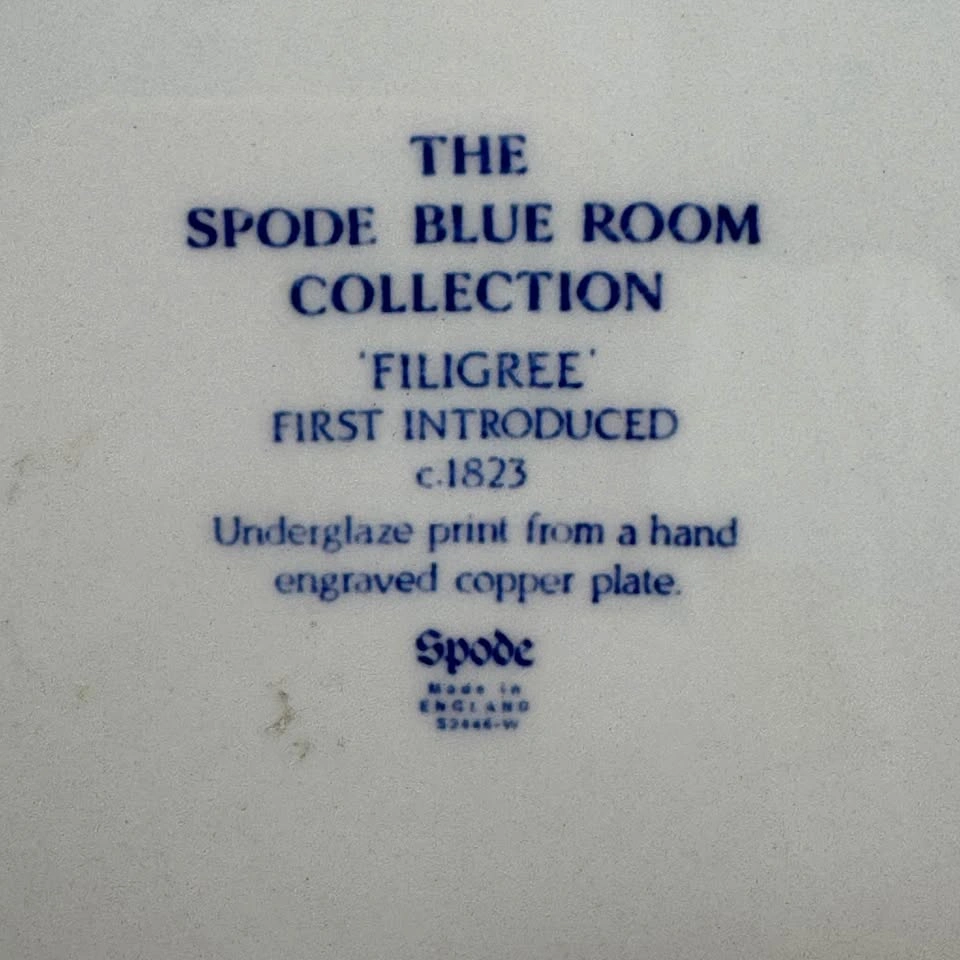 THE
SPODE BLUE ROOM
COLLECTION
'FILIGREE'
FIRST INTRODUCED
c.1823
Underglaze print from a hand
engraved copper plate.
Spode
Made in
ENGLAND